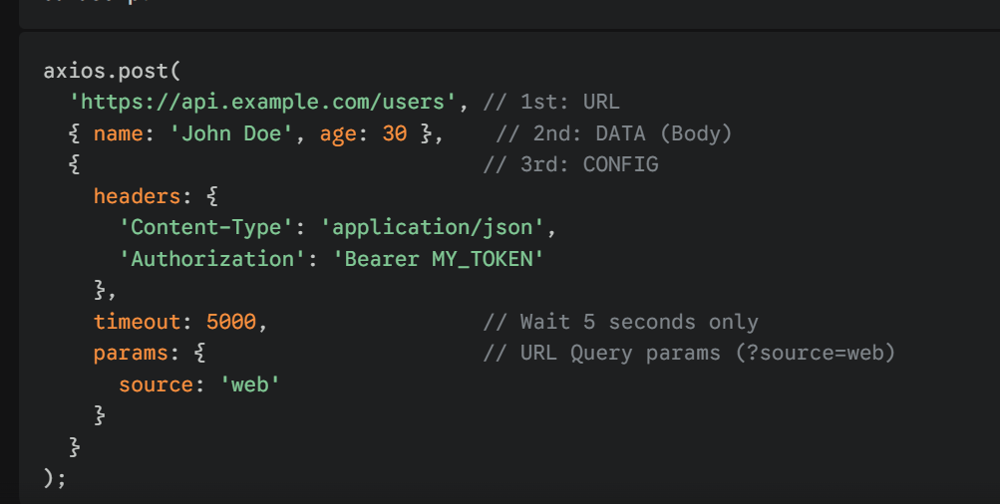 axios.post(
  'https://api.example.com/users', // 1st: URL
  { name: 'John Doe', age: 30 },    // 2nd: DATA (Body)
  {                                // 3rd: CONFIG
    headers: {
      'Content-Type': 'application/json',
      'Authorization': 'Bearer MY_TOKEN'
    },
    timeout: 5000,                 // Wait 5 seconds only
    params: {                      // URL Query params (?source=web)
      source: 'web'
    }
  }
);